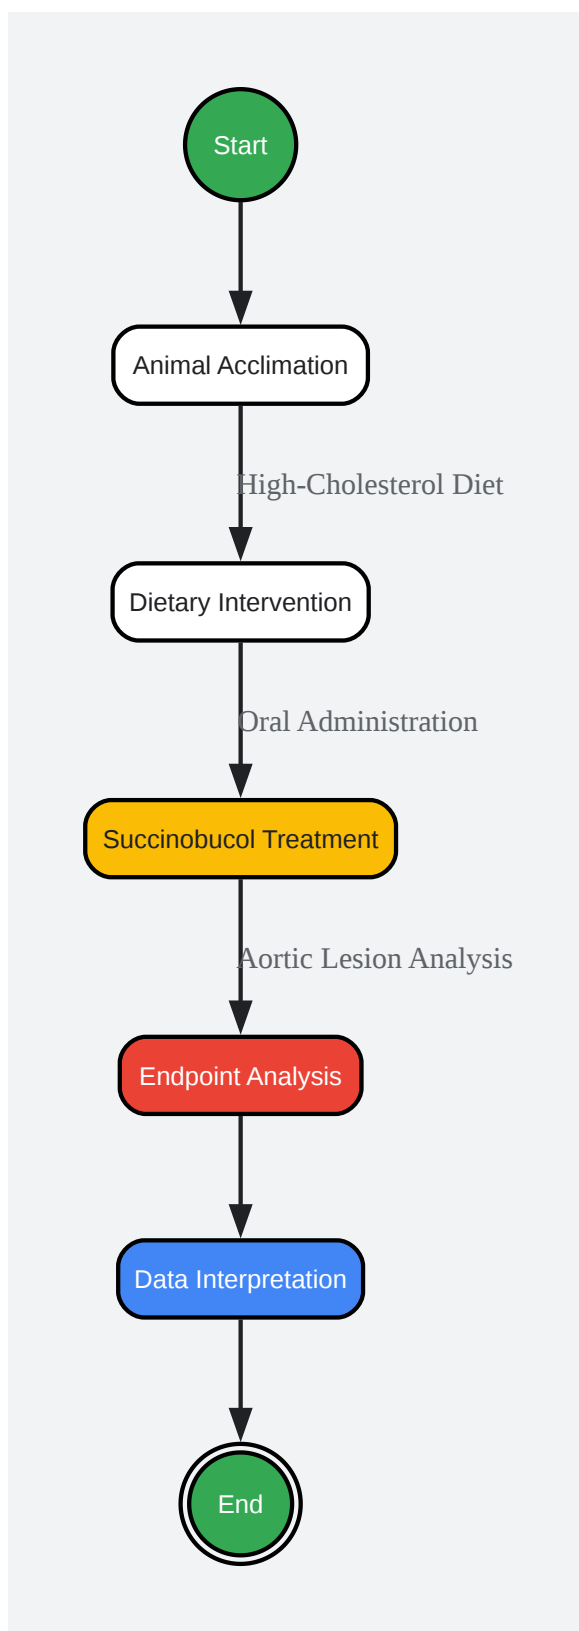 Start
Animal Acclimation
High-Cholesterol Diet
Dietary Intervention
Oral Administration
Succinobucol Treatment
Aortic Lesion Analysis
Endpoint Analysis
Data Interpretation
End